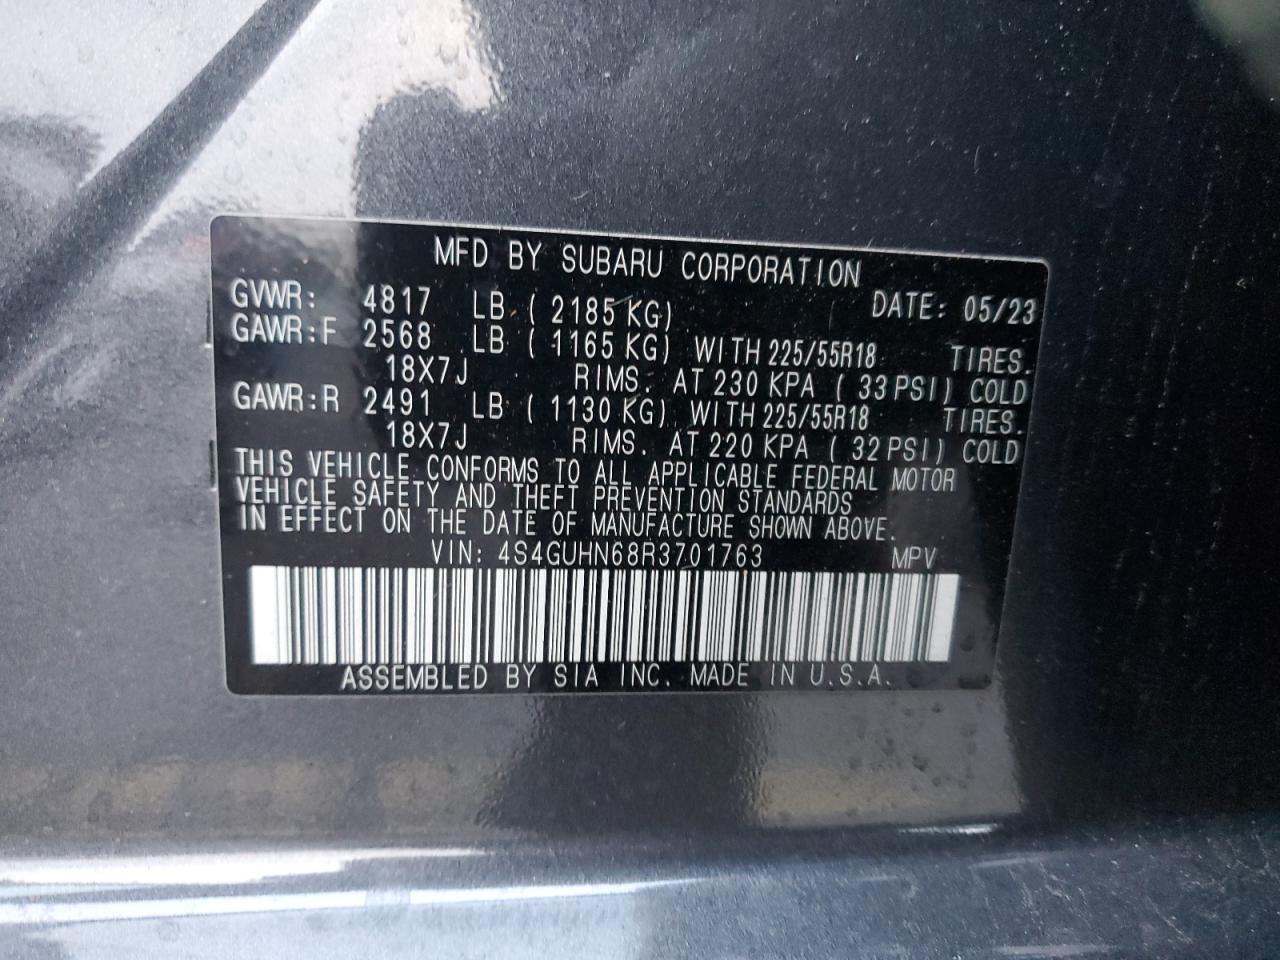 MFD BY SUBARU CORPORATION
GVWR: 4817 LB ( 2185 KG) DATE: 05/23
GAWR:F 2568 LB ( 1165 KG) WITH 225/55R18 TIRES.
18X7J RIMS. AT 230 KPA ( 33 PSI) COLD
GAWR:R 2491 LB ( 1130 KG) WITH 225/55R18 TIRES.
18X7J RIMS. AT 220 KPA ( 32 PSI) COLD
THIS VEHICLE CONFORMS TO ALL APPLICABLE FEDERAL MOTOR
VEHICLE SAFETY AND THEFT PREVENTION STANDARDS
IN EFFECT ON THE DATE OF MANUFACTURE SHOWN ABOVE.
VIN: 4S4GUHN68R3701763 MPV
ASSEMBLED BY SIA INC. MADE IN U.S.A.